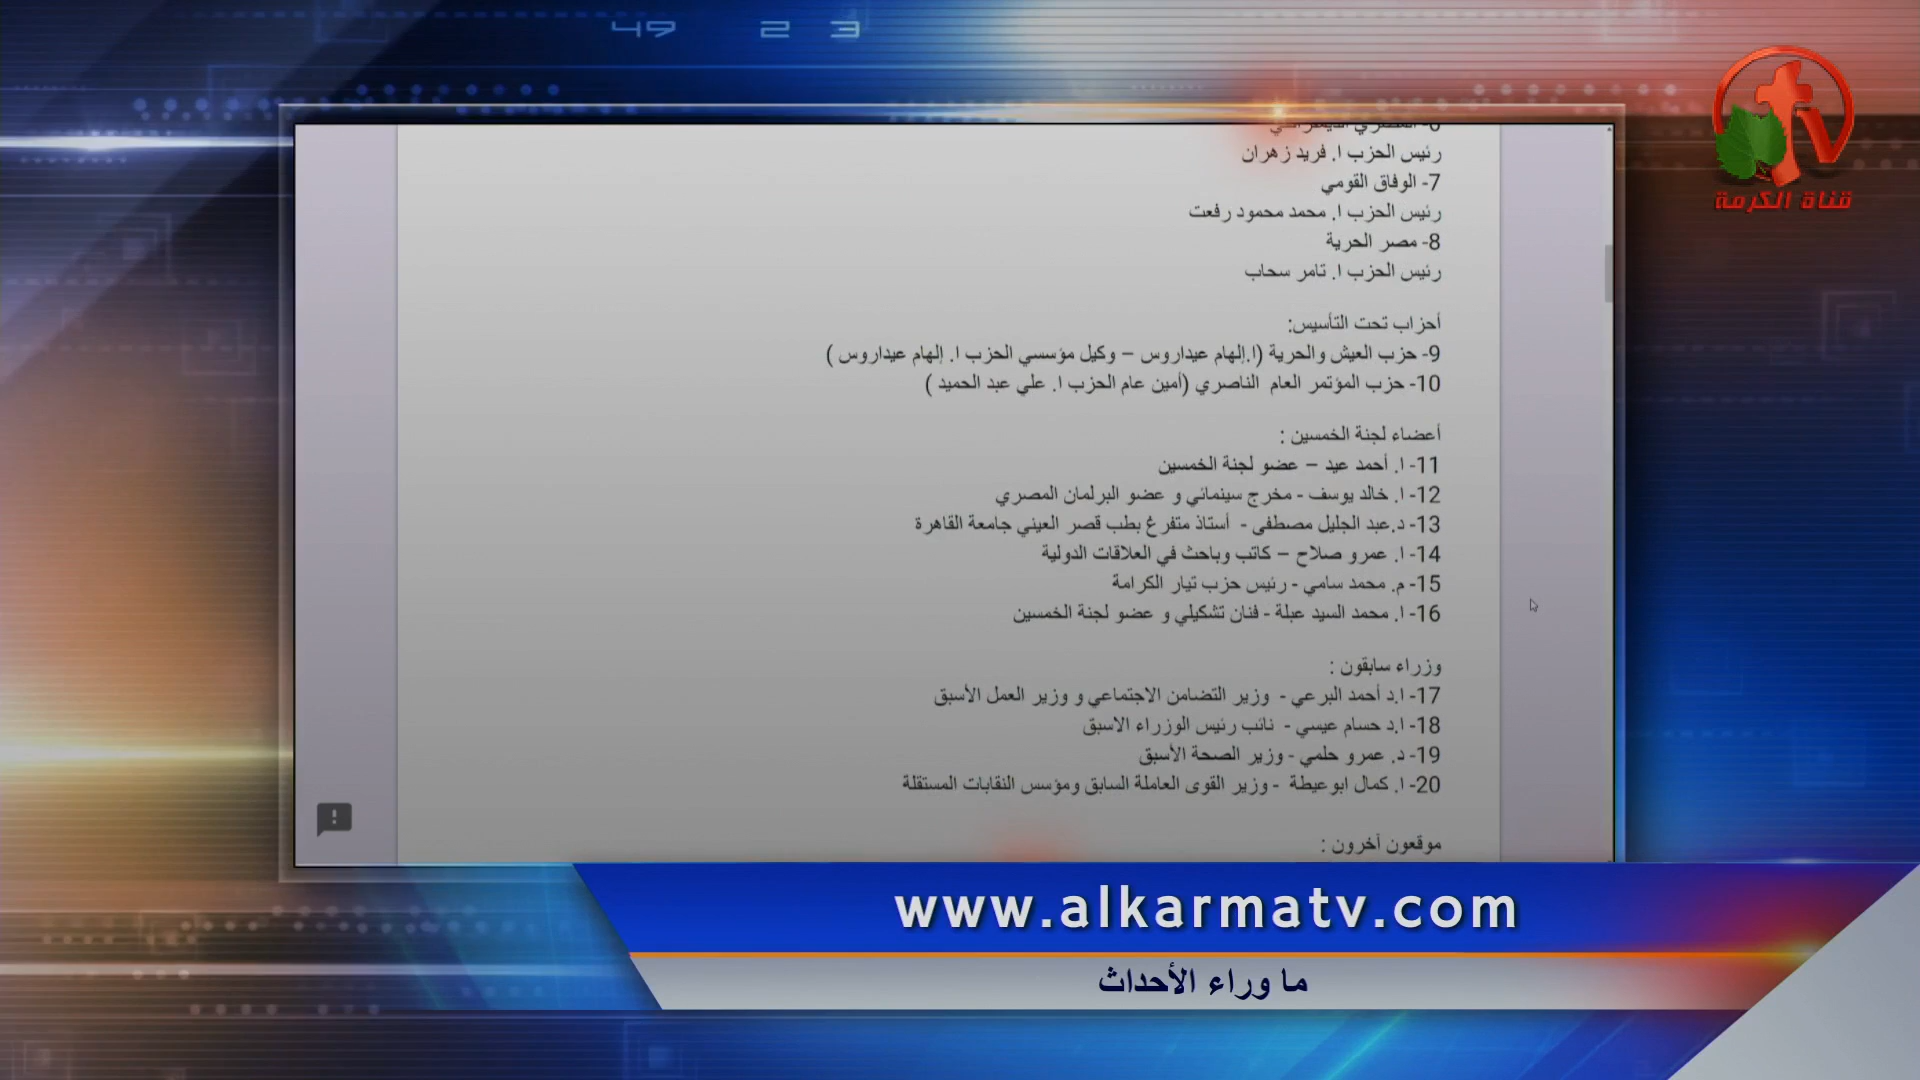 49 2 3
قناة الكرمة
رئيس الحزب ا. فريد زهران
7- الوفاق القومي
رئيس الحزب ا. محمد محمود رفعت
8- مصر الحرية
رئيس الحزب ا. تامر سحاب
أحزاب تحت التأسيس:
9- حزب العيش والحرية (ا.إلهام عيداروس – وكيل مؤسسي الحزب ا. إلهام عيداروس )
10- حزب المؤتمر العام الناصري (أمين عام الحزب ا. علي عبد الحميد )
أعضاء لجنة الخمسين :
11- ا. أحمد عيد – عضو لجنة الخمسين
12- ا. خالد يوسف - مخرج سينمائي و عضو البرلمان المصري
13- د.عبد الجليل مصطفى - أستاذ متفرغ بطب قصر العيني جامعة القاهرة
14- ا. عمرو صلاح – كاتب وباحث في العلاقات الدولية
15- م. محمد سامي - رئيس حزب تيار الكرامة
16- ا. محمد السيد عبلة - فنان تشكيلي و عضو لجنة الخمسين
وزراء سابقون :
17- ا.د أحمد البرعي - وزير التضامن الاجتماعي و وزير العمل الأسبق
18- ا.د حسام عيسي - نائب رئيس الوزراء الاسبق
19- د. عمرو حلمي - وزير الصحة الأسبق
20- ا. كمال ابوعيطة - وزير القوى العاملة السابق ومؤسس النقابات المستقلة
موقعون أخرون :
www.alkarmatv.com
ما وراء الأحداث